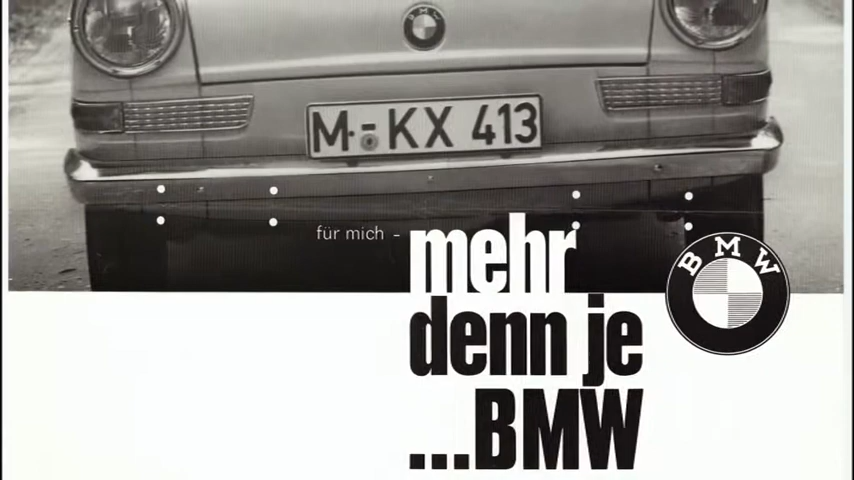 BMW
M-KX 413
für mich -
mehr
denn je
...BMW
BMW